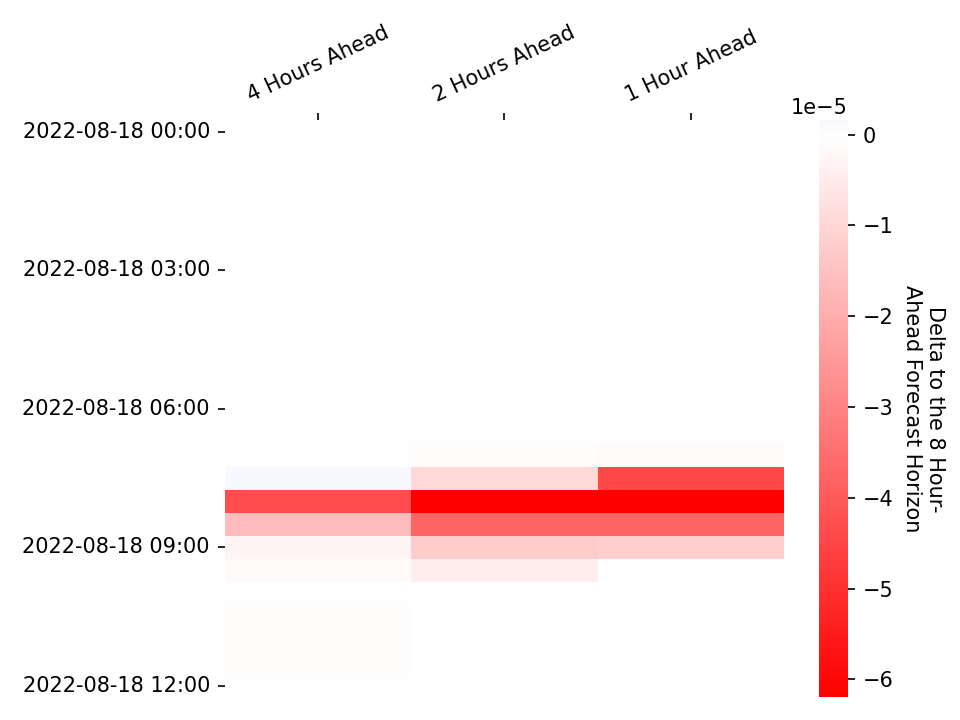 4 Hours Ahead
2 Hours Ahead
1 Hour Ahead
1e−5
2022-08-18 00:00
2022-08-18 03:00
2022-08-18 06:00
2022-08-18 09:00
2022-08-18 12:00
0
−1
−2
−3
−4
−5
−6
Delta to the 8 Hour-
Ahead Forecast Horizon